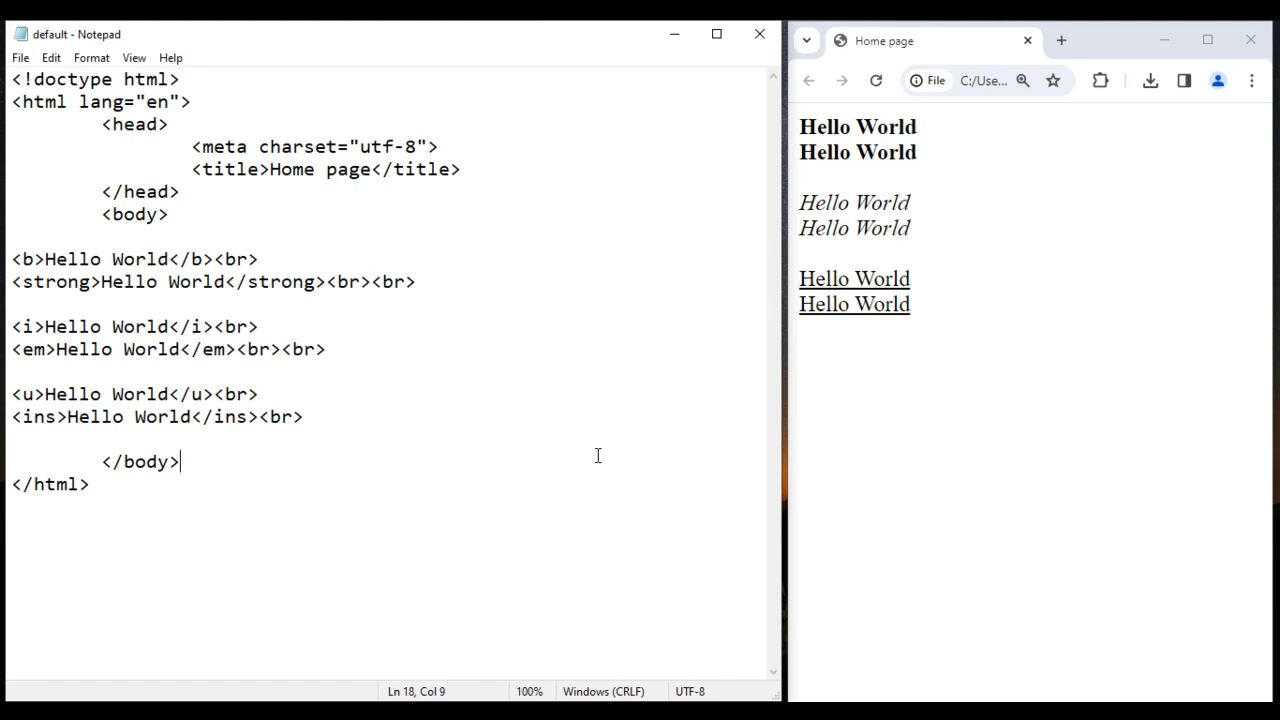 default - Notepad
File Edit Format View Help
<!doctype html>
<html lang="en">
<head>
<meta charset="utf-8">
<title>Home page</title>
</head>
<body>
<b>Hello World</b><br>
<strong>Hello World</strong><br><br>
<i>Hello World</i><br>
<em>Hello World</em><br><br>
<u>Hello World</u><br>
<ins>Hello World</ins><br>
</body>
</html>
Ln 18, Col 9 100% Windows (CRLF) UTF-8
Home page
File C:/Use...
Hello World
Hello World
Hello World
Hello World
Hello World
Hello World